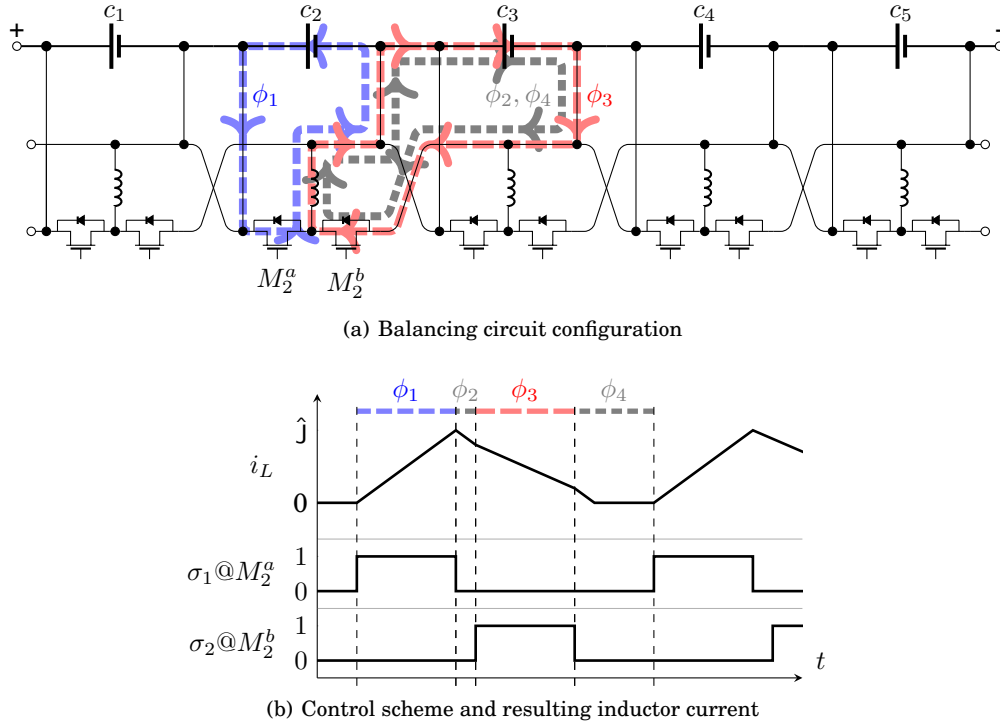 c₁ c₂ c₃ c₄ c₅
+ -
ϕ₁ ϕ₂, ϕ₄ ϕ₃
M₂ᵃ M₂ᵇ
(a) Balancing circuit configuration
ϕ₁ ϕ₂ ϕ₃ ϕ₄
ĵ
i_L
0
1
σ₁@M₂ᵃ
0
1
σ₂@M₂ᵇ
0
t
(b) Control scheme and resulting inductor current